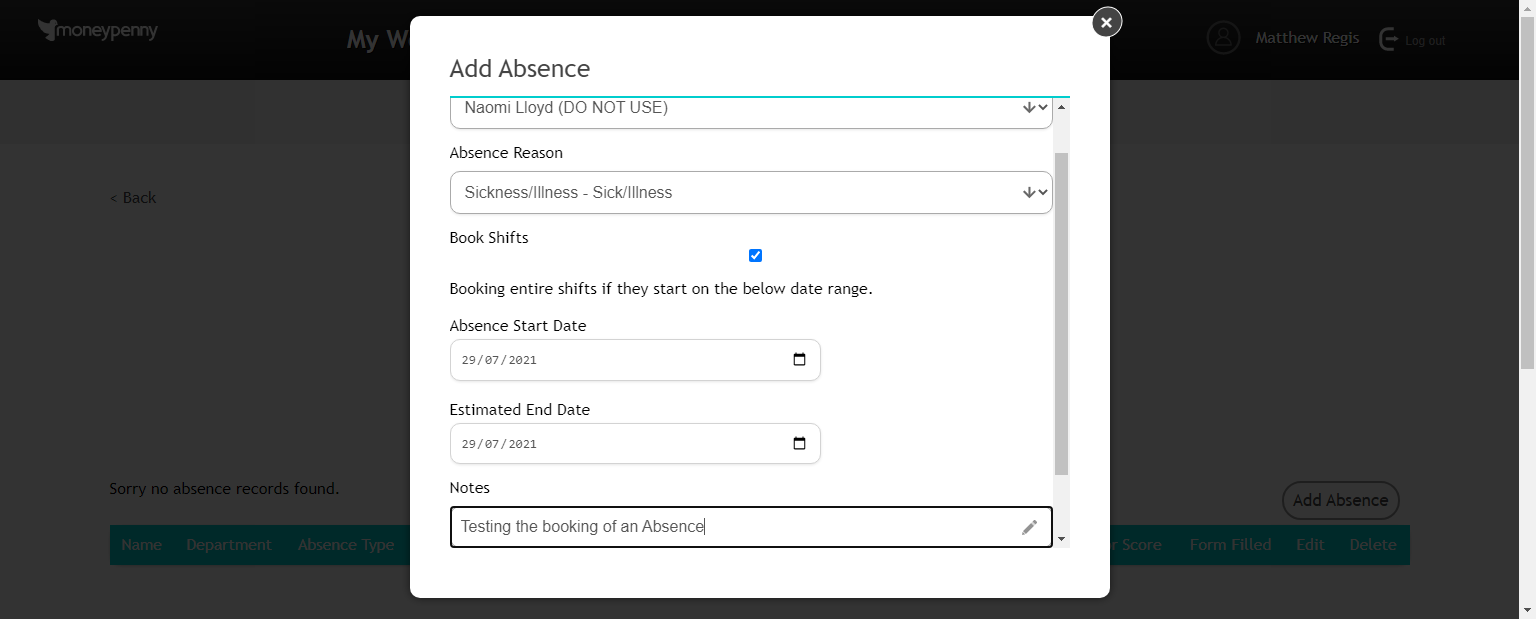 moneypenny
My W
Matthew Regis
Log out
Add Absence
Naomi Lloyd (DO NOT USE)
Absence Reason
Sickness/Illness - Sick/Illness
< Back
Book Shifts
Booking entire shifts if they start on the below date range.
Absence Start Date
29/07/2021
Estimated End Date
29/07/2021
Notes
Sorry no absence records found.
Add Absence
Testing the booking of an Absence
Name Department Absence Type r Score Form Filled Edit Delete